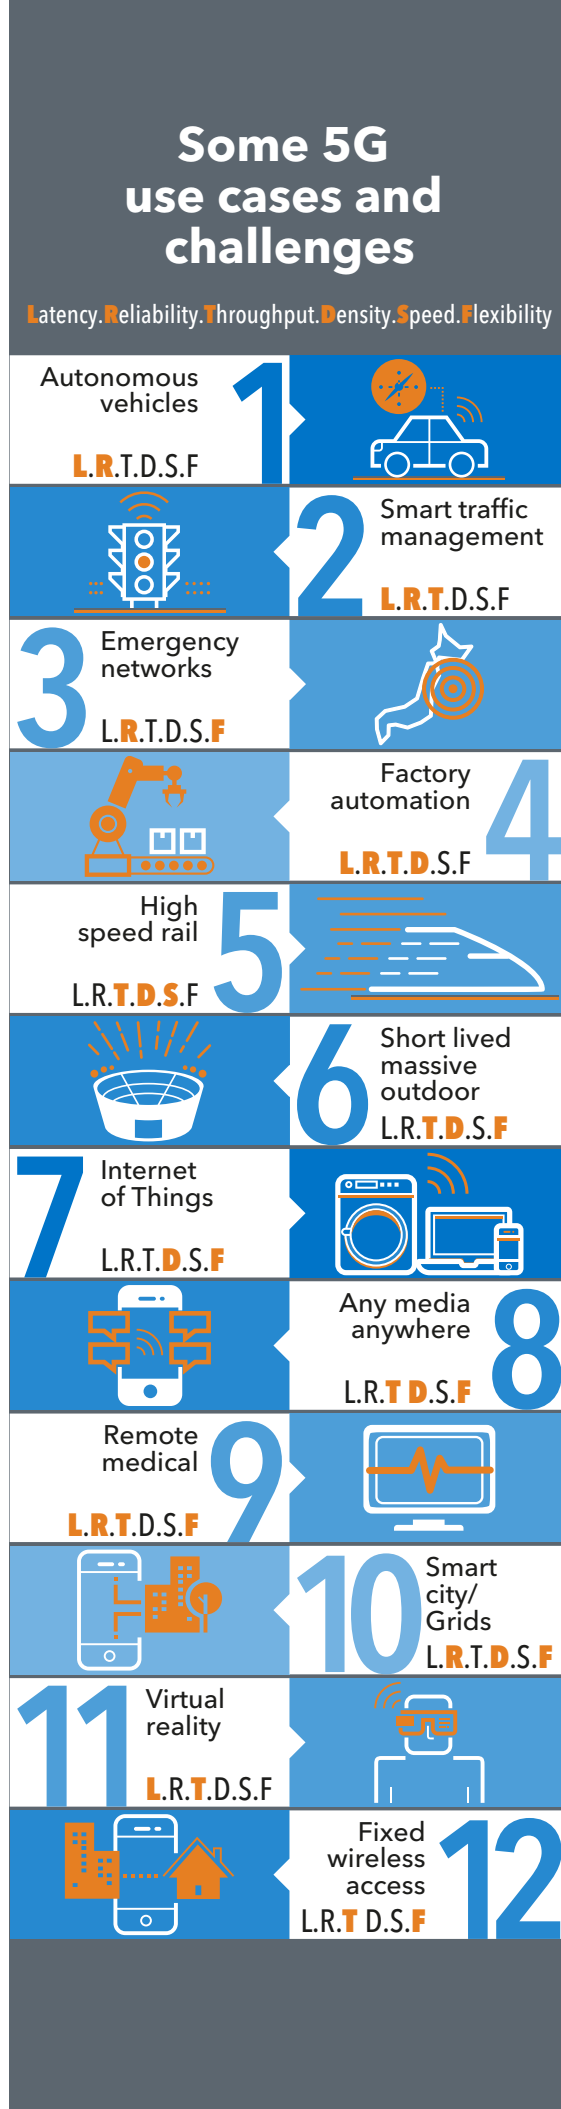 Some 5G
use cases and
challenges
Latency.Reliability.Throughput.Density.Speed.Flexibility
Autonomous
vehicles
1
L.R.T.D.S.F
2
Smart traffic
management
L.R.T.D.S.F
3
Emergency
networks
L.R.T.D.S.F
Factory
automation
4
L.R.T.D.S.F
High
speed rail
5
L.R.T.D.S.F
6
Short lived
massive
outdoor
L.R.T.D.S.F
7
Internet
of Things
L.R.T.D.S.F
Any media
anywhere
8
L.R.T D.S.F
Remote
medical
9
L.R.T.D.S.F
10
Smart
city/
Grids
L.R.T.D.S.F
11
Virtual
reality
L.R.T.D.S.F
Fixed
wireless
access
12
L.R.T D.S.F